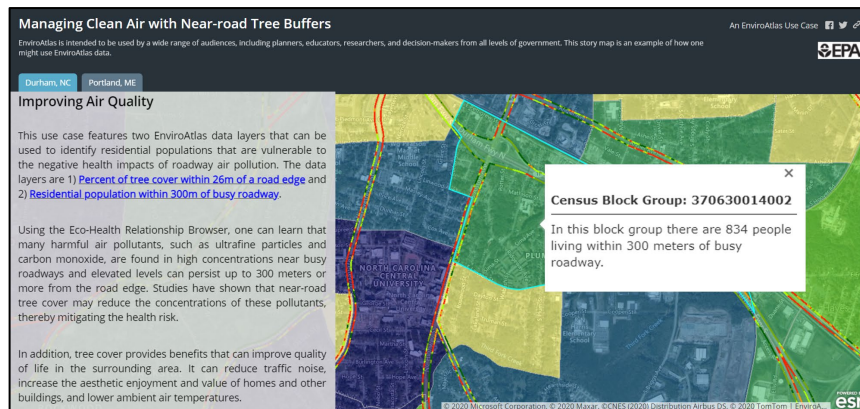 Managing Clean Air with Near-road Tree Buffers
An EnviroAtlas Use Case
EnviroAtlas is intended to be used by a wide range of audiences, including planners, educators, researchers, and decision-makers from all levels of government. This story map is an example of how one
might use EnviroAtlas data.
EPA
Durham, NC
Portland, ME
Improving Air Quality
This use case features two EnviroAtlas data layers that can be
used to identify residential populations that are vulnerable to
the negative health impacts of roadway air pollution. The data
layers are 1) Percent of tree cover within 26m of a road edge and
2) Residential population within 300m of busy roadway.
Using the Eco-Health Relationship Browser, one can learn that
many harmful air pollutants, such as ultrafine particles and
carbon monoxide, are found in high concentrations near busy
roadways and elevated levels can persist up to 300 meters or
more from the road edge. Studies have shown that near-road
tree cover may reduce the concentrations of these pollutants,
thereby mitigating the health risk.
In addition, tree cover provides benefits that can improve quality
of life in the surrounding area. It can reduce traffic noise,
increase the aesthetic enjoyment and value of homes and other
buildings, and lower ambient air temperatures.
Census Block Group: 370630014002
In this block group there are 834 people
living within 300 meters of busy
roadway.
NORTH CAROLINA
CENTRAL
UNIVERSITY
PLUM
Elementary
School
© 2020 Microsoft Corporation, © 2020 Maxar, ©CNES (2020) Distribution Airbus DS, © 2020 TomTom | EnviroA...
esri